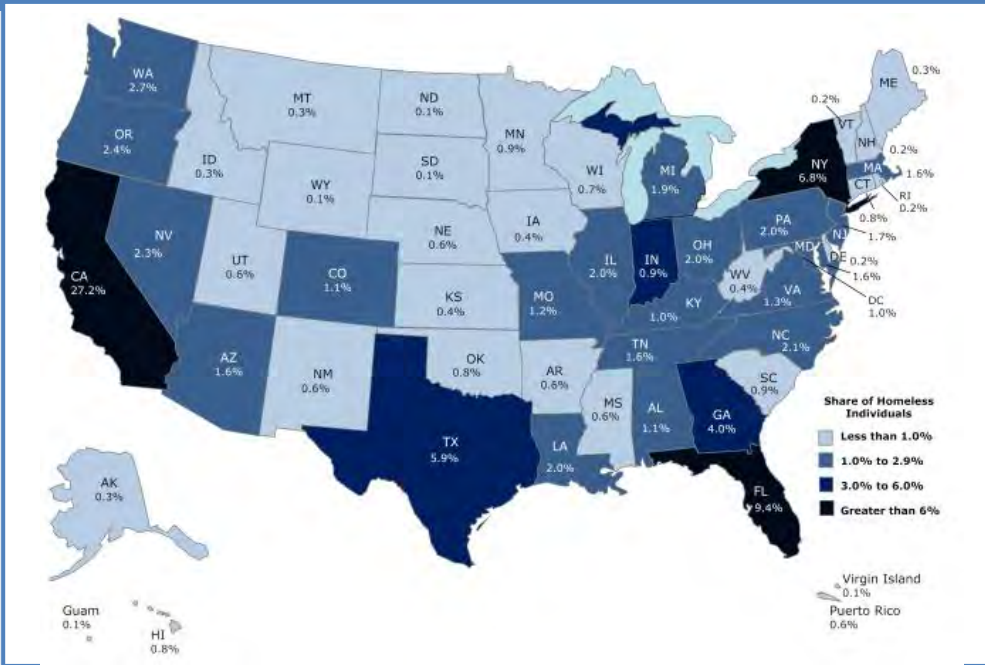 WA
2.7%
OR
2.4%
CA
27.2%
NV
2.3%
ID
0.3%
MT
0.3%
WY
0.1%
UT
0.6%
CO
1.1%
AZ
1.6%
NM
0.6%
ND
0.1%
SD
0.1%
NE
0.6%
KS
0.4%
OK
0.8%
TX
5.9%
MN
0.9%
IA
0.4%
MO
1.2%
AR
0.6%
LA
2.0%
WI
0.7%
IL
2.0%
MI
1.9%
IN
0.9%
OH
2.0%
KY
1.0%
TN
1.6%
MS
0.6%
AL
1.1%
GA
4.0%
FL
9.4%
SC
0.9%
NC
2.1%
VA
1.3%
WV
0.4%
PA
2.0%
NY
6.8%
ME
0.3%
VT
0.2%
NH
0.2%
MA
1.6%
RI
0.2%
CT
0.8%
NJ
1.7%
DE
0.2%
MD
1.6%
DC
1.0%
Share of Homeless
Individuals
Less than 1.0%
1.0% to 2.9%
3.0% to 6.0%
Greater than 6%
AK
0.3%
Guam
0.1%
HI
0.8%
Virgin Island
0.1%
Puerto Rico
0.6%